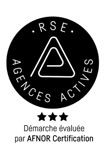 · RSE ·
AGENCES ACTIVES
Démarche évaluée
par AFNOR Certification